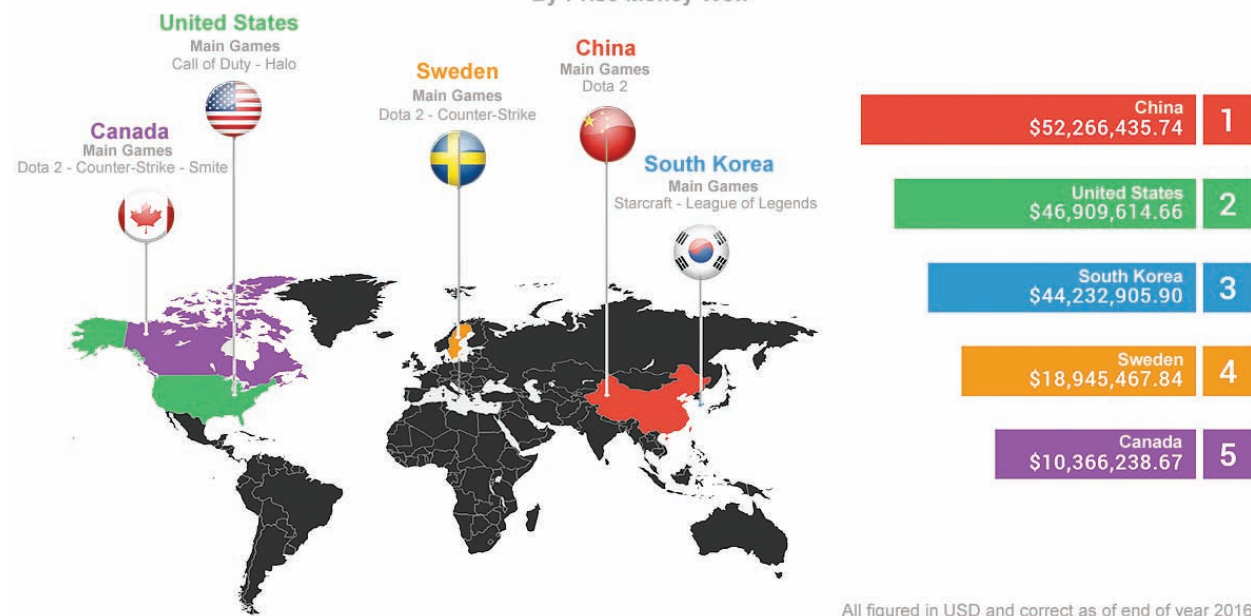 By Prise Money Won
United States
Main Games
Call of Duty - Halo
Canada
Main Games
Dota 2 - Counter-Strike - Smite
Sweden
Main Games
Dota 2 - Counter-Strike
China
Main Games
Dota 2
South Korea
Main Games
Starcraft - League of Legends
China
$52,266,435.74
1
United States
$46,909,614.66
2
South Korea
$44,232,905.90
3
Sweden
$18,945,467.84
4
Canada
$10,366,238.67
5
All figured in USD and correct as of end of year 2016